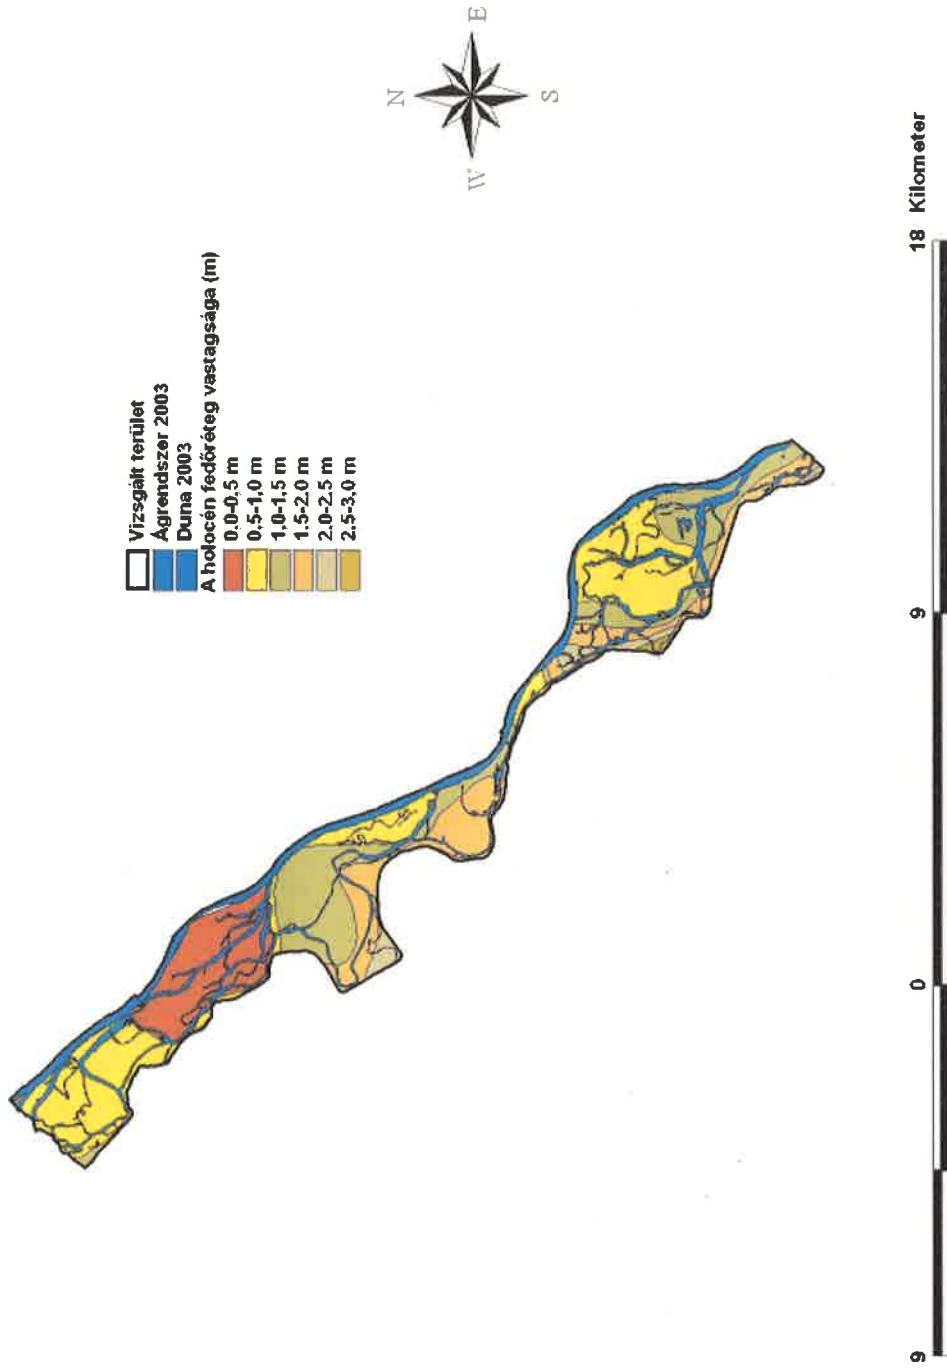 N
W
E
S
Vizsgált terület
Ágrendszer 2003
Duna 2003
A holocén fedőréteg vastagsága (m)
0.0-0,5 m
0.5-1,0 m
1,0-1,5 m
1.5-2.0 m
2.0-2.5 m
2.5-3,0 m
9 0 9 18 Kilometer